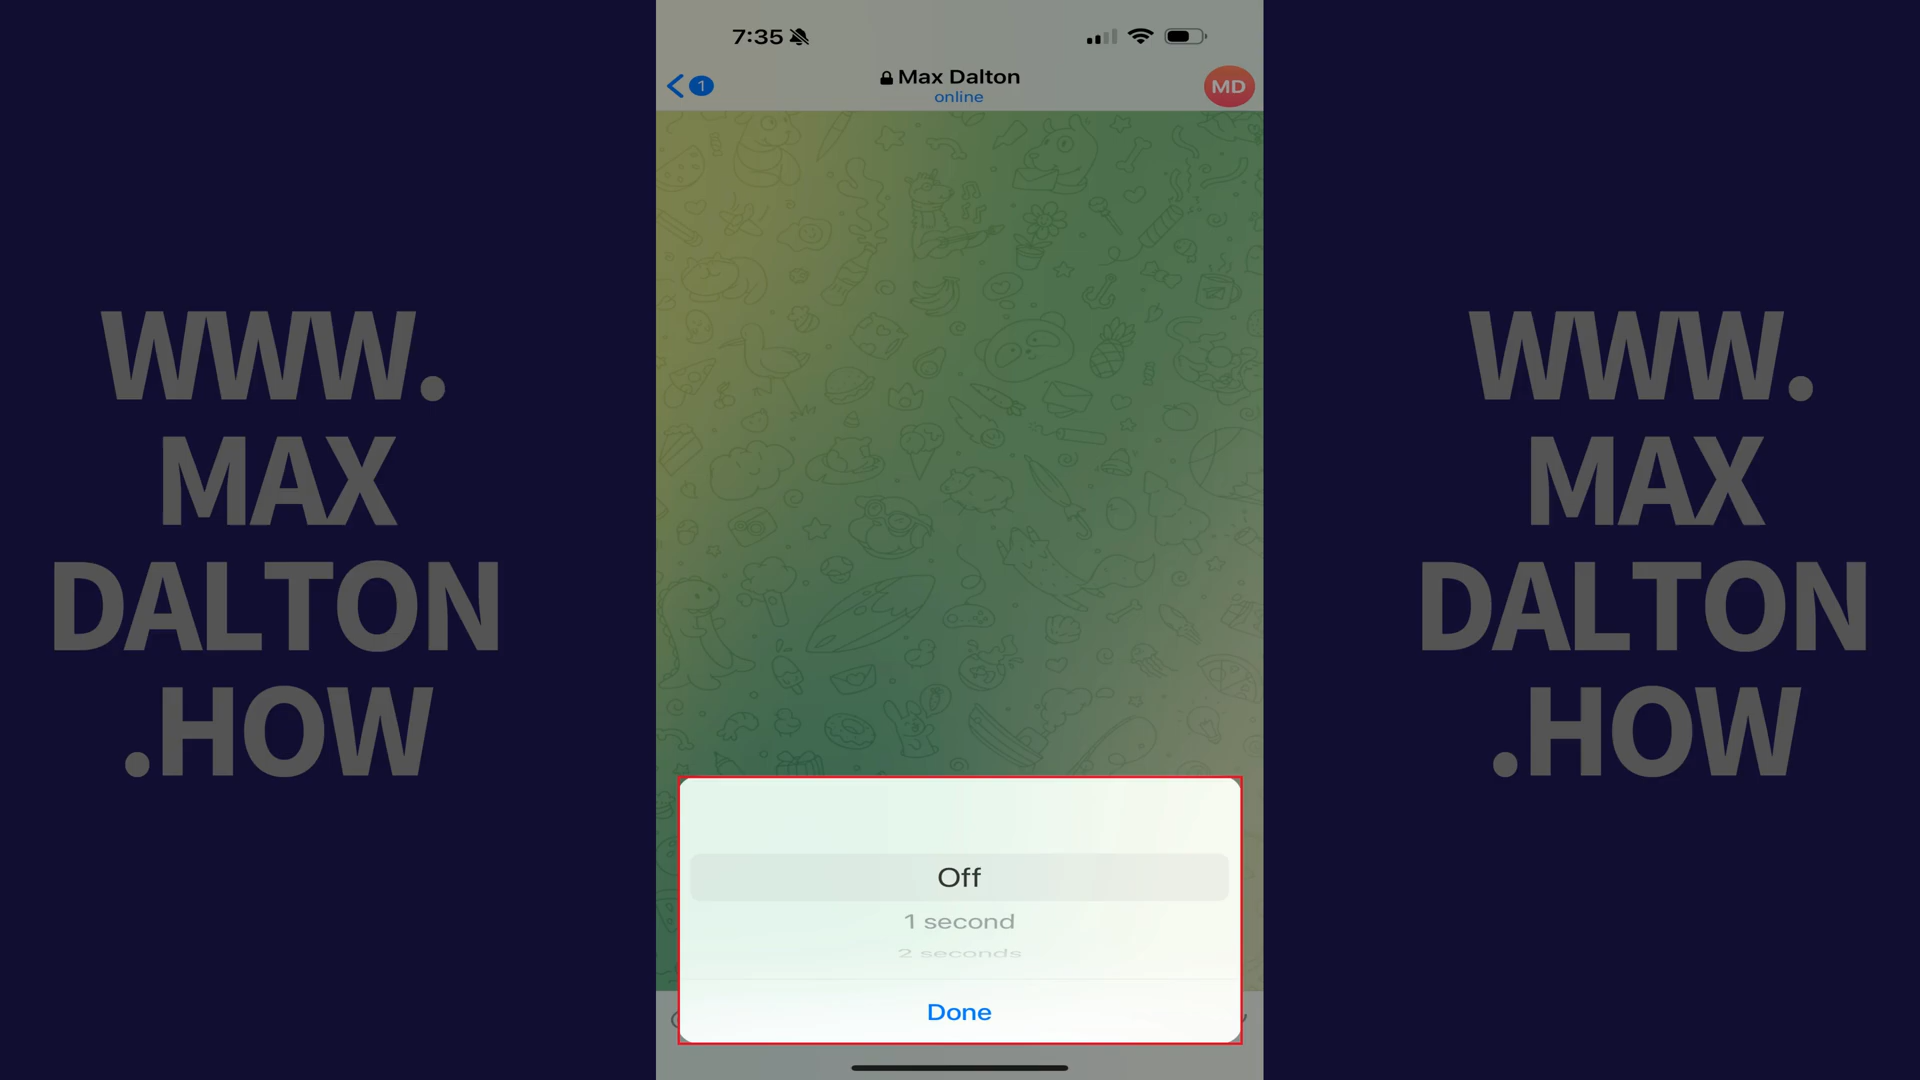 WWW.
MAX
DALTON
.HOW
7:35
1
Max Dalton
online
MD
Off
1 second
2 seconds
Done
WWW.
MAX
DALTON
.HOW